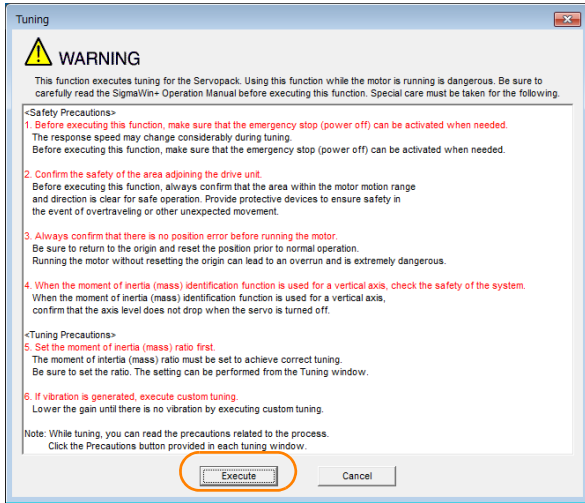 Tuning
WARNING
This function executes tuning for the Servopack. Using this function while the motor is running is dangerous. Be sure to
carefully read the SigmaWin+ Operation Manual before executing this function. Special care must be taken for the following.
<Safety Precautions>
1. Before executing this function, make sure that the emergency stop (power off) can be activated when needed.
The response speed may change considerably during tuning.
Before executing this function, make sure that the emergency stop (power off) can be activated when needed.
2. Confirm the safety of the area adjoining the drive unit.
Before executing this function, always confirm that the area within the motor motion range
and direction is clear for safe operation. Provide protective devices to ensure safety in
the event of overtraveling or other unexpected movement.
3. Always confirm that there is no position error before running the motor.
Be sure to return to the origin and reset the position prior to normal operation.
Running the motor without resetting the origin can lead to an overrun and is extremely dangerous.
4. When the moment of inertia (mass) identification function is used for a vertical axis, check the safety of the system.
When the moment of inertia (mass) identification function is used for a vertical axis,
confirm that the axis level does not drop when the servo is turned off.
<Tuning Precautions>
5. Set the moment of inertia (mass) ratio first.
The moment of intertia (mass) ratio must be set to achieve correct tuning.
Be sure to set the ratio. The setting can be performed from the Tuning window.
6. If vibration is generated, execute custom tuning.
Lower the gain until there is no vibration by executing custom tuning.
Note: While tuning, you can read the precautions related to the process.
Click the Precautions button provided in each tuning window.
Execute
Cancel